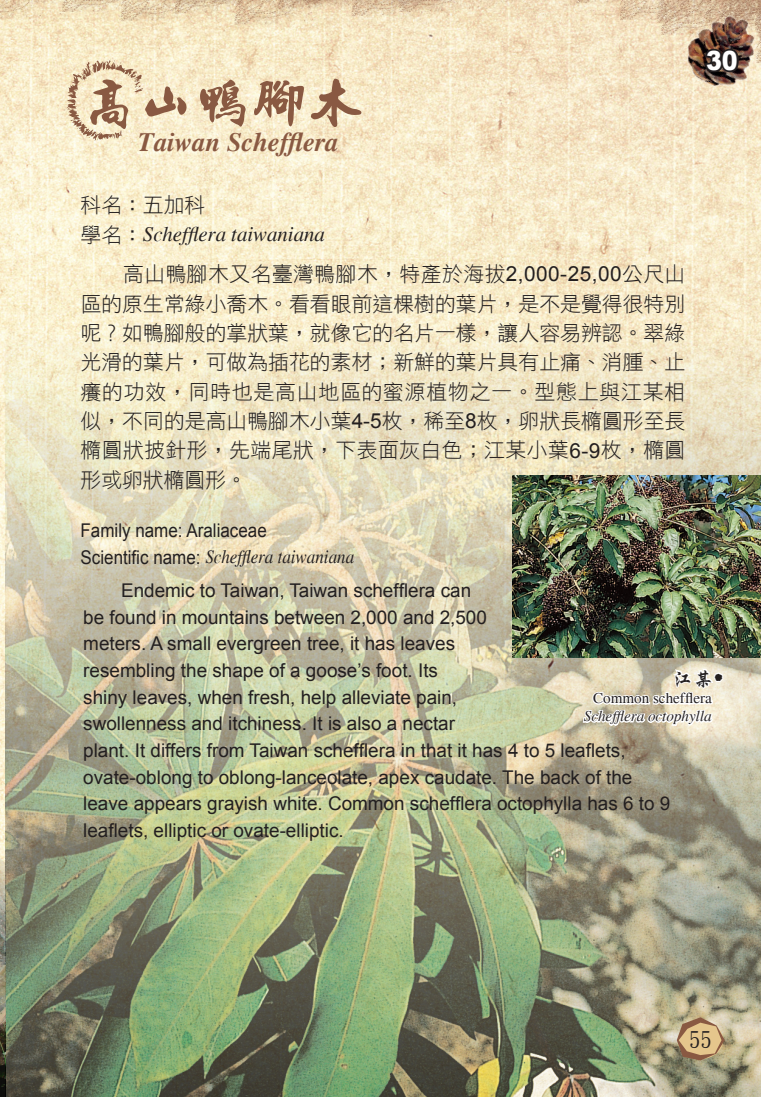 30
高山鴨腳木
Taiwan Schefflera
科名：五加科
學名：Schefflera taiwaniana
高山鴨腳木又名臺灣鴨腳木，特產於海拔2,000-25,00公尺山
區的原生常綠小喬木。看看眼前這棵樹的葉片，是不是覺得很特別
呢？如鴨腳般的掌狀葉，就像它的名片一樣，讓人容易辨認。翠綠
光滑的葉片，可做為插花的素材；新鮮的葉片具有止痛、消腫、止
癢的功效，同時也是高山地區的蜜源植物之一。型態上與江某相
似，不同的是高山鴨腳木小葉4-5枚，稀至8枚，卵狀長橢圓形至長
橢圓狀披針形，先端尾狀，下表面灰白色；江某小葉6-9枚，橢圓
形或卵狀橢圓形。
Family name: Araliaceae
Scientific name: Schefflera taiwaniana
Endemic to Taiwan, Taiwan schefflera can
be found in mountains between 2,000 and 2,500
meters. A small evergreen tree, it has leaves
resembling the shape of a goose's foot. Its
shiny leaves, when fresh, help alleviate pain,
swollenness and itchiness. It is also a nectar
plant. It differs from Taiwan schefflera in that it has 4 to 5 leaflets,
ovate-oblong to oblong-lanceolate, apex caudate. The back of the
leave appears grayish white. Common schefflera octophylla has 6 to 9
leaflets, elliptic or ovate-elliptic.
江某
Common schefflera
Schefflera octophylla
55